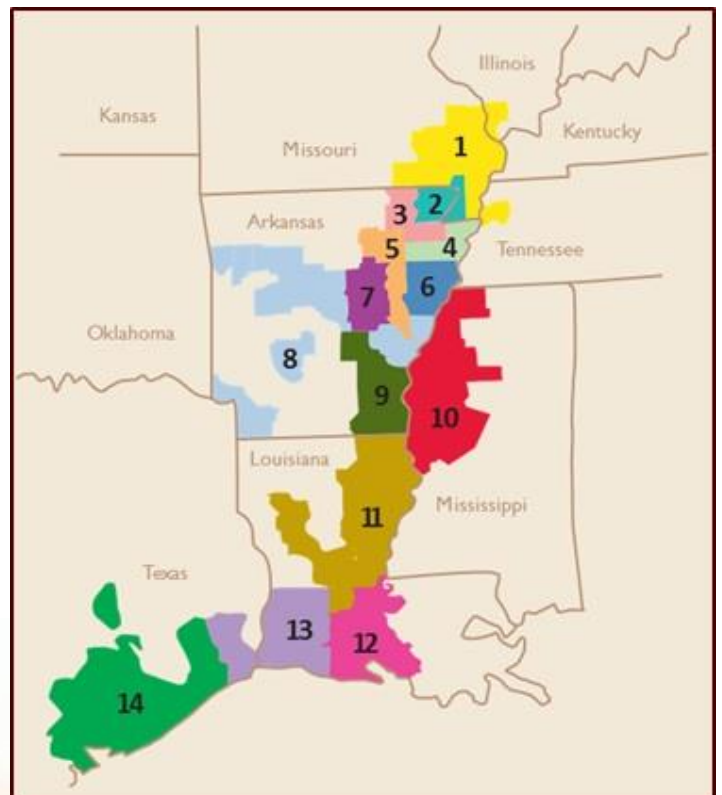 Illinois
Kansas
Kentucky
Missouri
1
2
3
Arkansas
4
5
Tennessee
6
7
Oklahoma
8
9
10
Louisiana
11
Mississippi
Texas
13
12
14